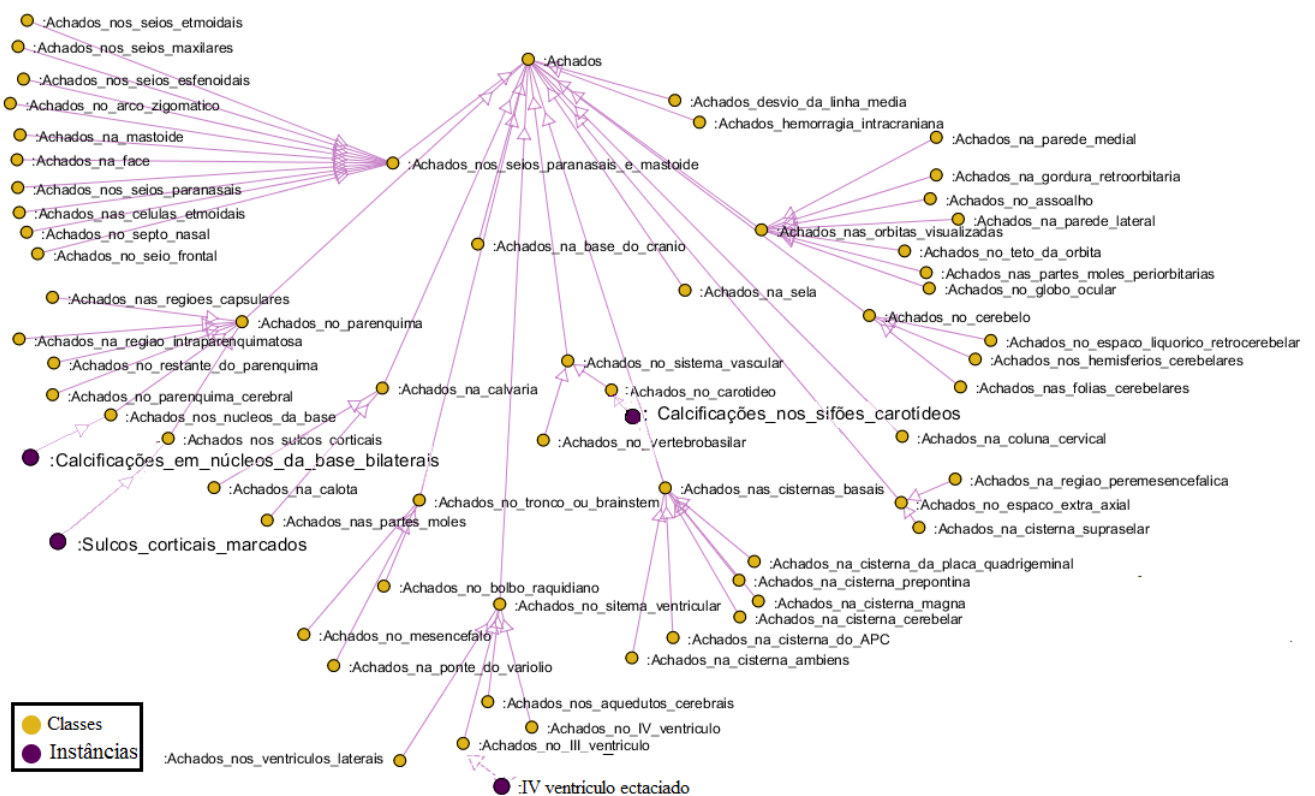 :Achados_nos_seios_etmoidais
:Achados_nos_seios_maxilares
:Achados_nos_seios_esfenoidais
:Achados_no_arco_zigomatico
:Achados_na_mastoide
:Achados_na_face
:Achados_nos_seios_paranasais
:Achados_nas_celulas_etmoidais
:Achados_no_septo_nasal
:Achados_no_seio_frontal
:Achados
:Achados_desvio_da_linha_media
:Achados_hemorragia_intracraniana
:Achados_nos_seios_paranasais_e_mastoide
:Achados_na_parede_medial
:Achados_na_gordura_retroorbitaria
:Achados_no_assoalho
:Achados_na_parede_lateral
:Achados_nas_orbitas_visualizadas
:Achados_no_teto_da_orbita
:Achados_nas_partes_moles_periorbitarias
:Achados_no_globo_ocular
:Achados_na_base_do_cranio
:Achados_na_sela
:Achados_no_cerebelo
:Achados_no_espaco_liquorico_retrocerebelar
:Achados_nos_hemisferios_cerebelares
:Achados_nas_folias_cerebelares
:Achados_nas_regioes_capsulares
:Achados_no_parenquima
:Achados_na_regiao_intraparenquimatosa
:Achados_no_restante_do_parenquima
:Achados_no_parenquima_cerebral
:Achados_nos_nucleos_da_base
:Achados_nos_sulcos_corticais
:Calcificações_em_núcleos_da_base_bilaterais
:Sulcos_corticais_marcados
:Achados_na_calvaria
:Achados_na_calota
:Achados_nas_partes_moles
:Achados_no_sistema_vascular
:Achados_no_carotideo
: Calcificações_nos_sifões_carotídeos
:Achados_no_vertebrobasilar
:Achados_na_coluna_cervical
:Achados_na_regiao_peremesencefalica
:Achados_no_espaco_extra_axial
:Achados_na_cisterna_supraselar
:Achados_no_tronco_ou_brainstem
:Achados_nas_cisternas_basais
:Achados_na_cisterna_da_placa_quadrigeminal
:Achados_na_cisterna_prepontina
:Achados_na_cisterna_magna
:Achados_na_cisterna_cerebelar
:Achados_na_cisterna_do_APC
:Achados_na_cisterna_ambiens
:Achados_no_bolbo_raquidiano
:Achados_no_sitema_ventricular
:Achados_no_mesencefalo
:Achados_na_ponte_do_variolio
:Achados_nos_aquedutos_cerebrais
:Achados_no_IV_ventriculo
:Achados_no_III_ventriculo
:Achados_nos_ventriculos_laterais
:IV ventrículo ectaciado
Classes
Instâncias